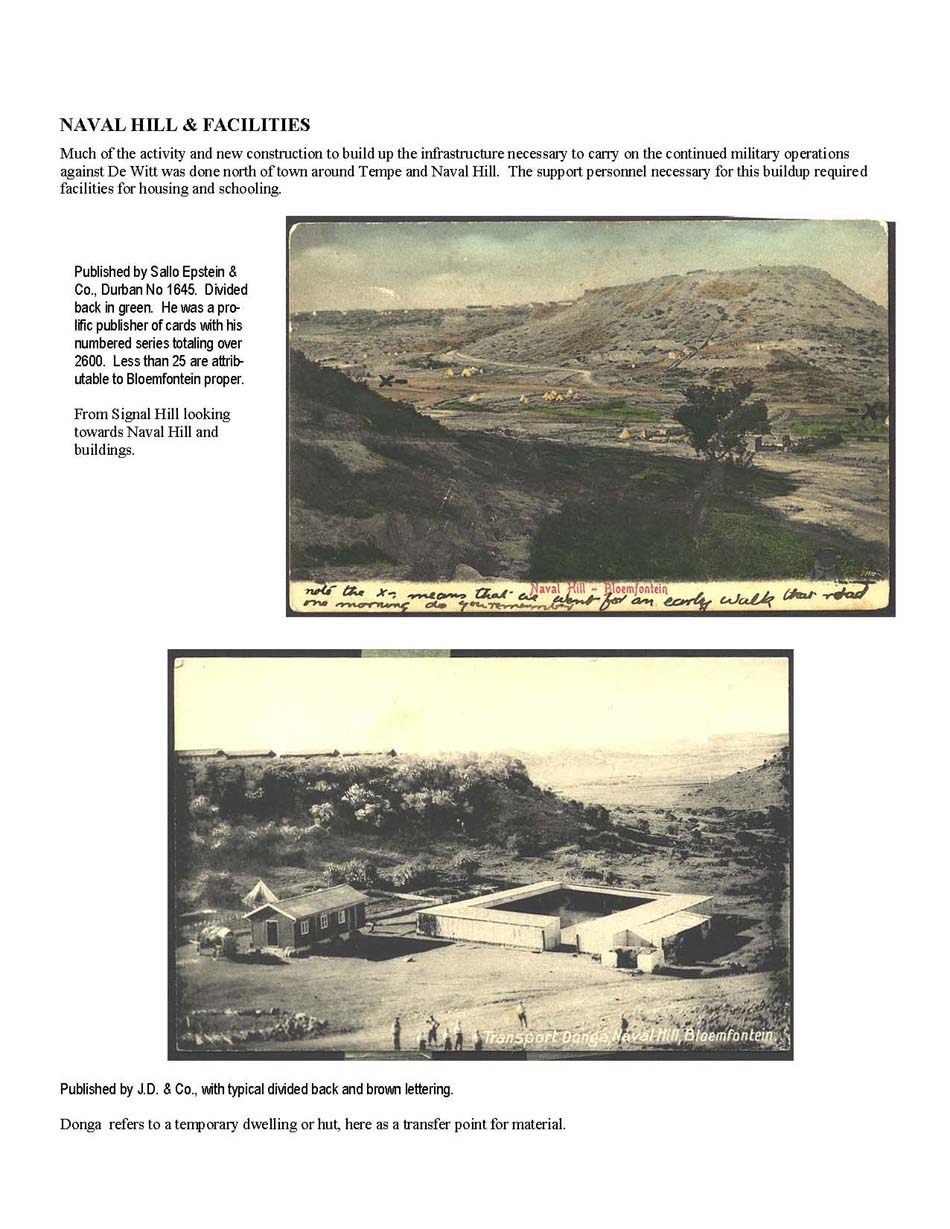 NAVAL HILL & FACILITIES
Much of the activity and new construction to build up the infrastructure necessary to carry on the continued military operations
against De Witt was done north of town around Tempe and Naval Hill.  The support personnel necessary for this buildup required
facilities for housing and schooling.
Published by Sallo Epstein &
Co., Durban No 1645.  Divided
back in green.  He was a pro-
lific publisher of cards with his
numbered series totaling over
2600.  Less than 25 are attrib-
utable to Bloemfontein proper.
From Signal Hill looking
towards Naval Hill and
buildings.
x
x
Naval Hill - Bloemfontein
note the x means that we went for an early walk that road
one morning do you remember
Transport Donga, Naval Hill, Bloemfontein.
Published by J.D. & Co., with typical divided back and brown lettering.
Donga  refers to a temporary dwelling or hut, here as a transfer point for material.